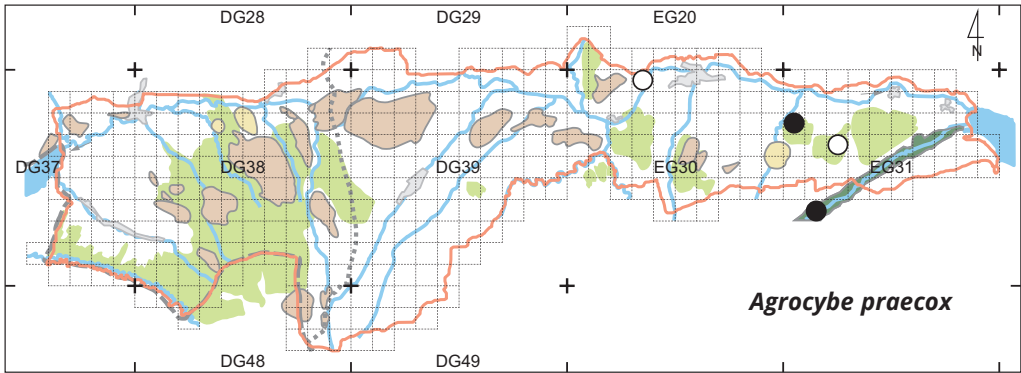 DG28 DG29 EG20
N
DG37 DG38 DG39 EG30 EG31
Agrocybe praecox
DG48 DG49